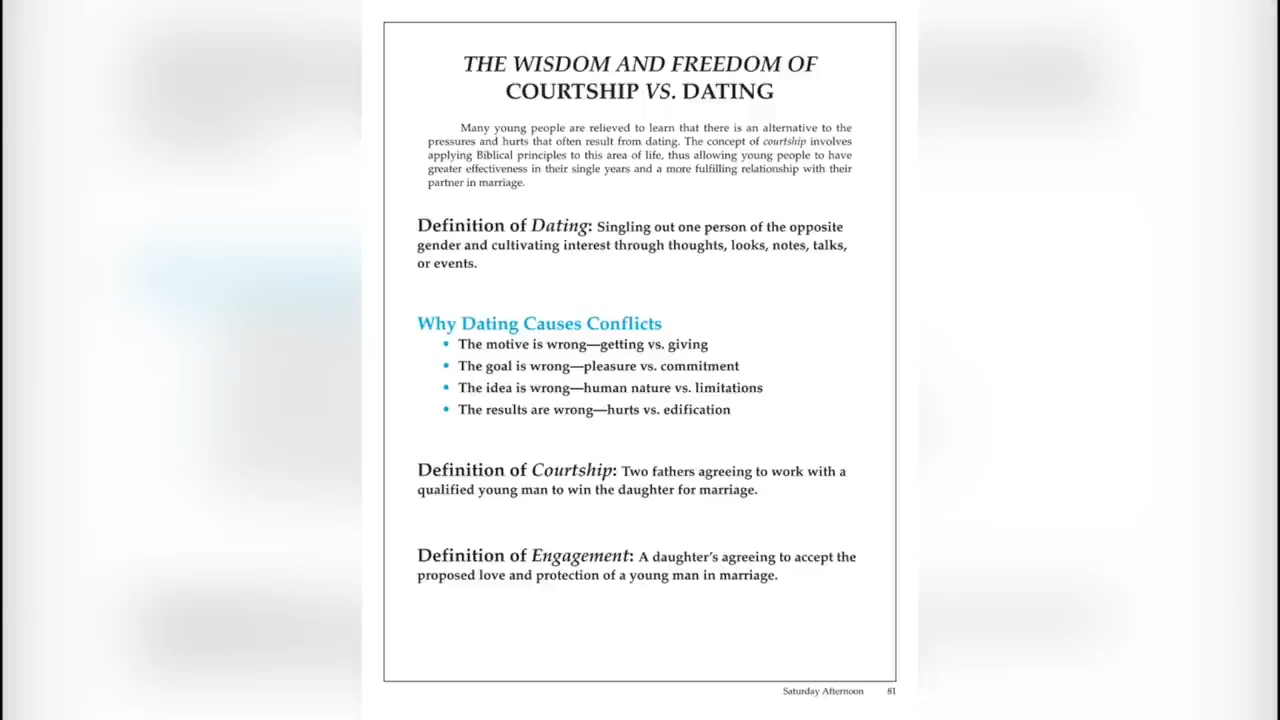 THE WISDOM AND FREEDOM OF
COURTSHIP VS. DATING
Many young people are relieved to learn that there is an alternative to the
pressures and hurts that often result from dating. The concept of courtship involves
applying Biblical principles to this area of life, thus allowing young people to have
greater effectiveness in their single years and a more fulfilling relationship with their
partner in marriage.
Definition of Dating: Singling out one person of the opposite
gender and cultivating interest through thoughts, looks, notes, talks,
or events.
Why Dating Causes Conflicts
• The motive is wrong—getting vs. giving
• The goal is wrong—pleasure vs. commitment
• The idea is wrong—human nature vs. limitations
• The results are wrong—hurts vs. edification
Definition of Courtship: Two fathers agreeing to work with a
qualified young man to win the daughter for marriage.
Definition of Engagement: A daughter's agreeing to accept the
proposed love and protection of a young man in marriage.
Saturday Afternoon 81